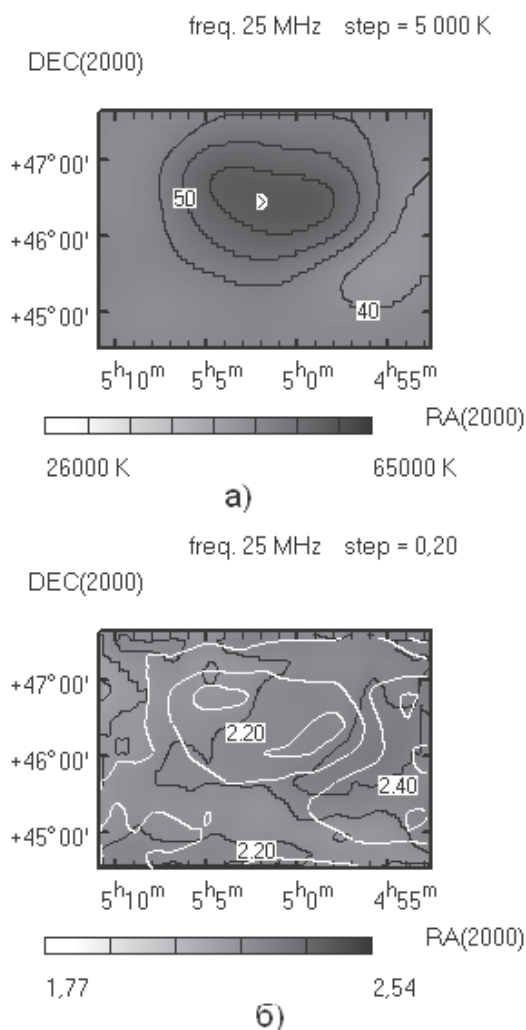 freq. 25 MHz step = 5 000 K
DEC(2000)
+47°00'
50
+46°00'
+45°00'
40
5h10m 5h5m 5h0m 4h55m
RA(2000)
26000 K 65000 K
а)
freq. 25 MHz step = 0,20
DEC(2000)
+47°00'
2.20
+46°00'
2.40
+45°00'
2.20
5h10m 5h5m 5h0m 4h55m
RA(2000)
1,77 2,54
б)